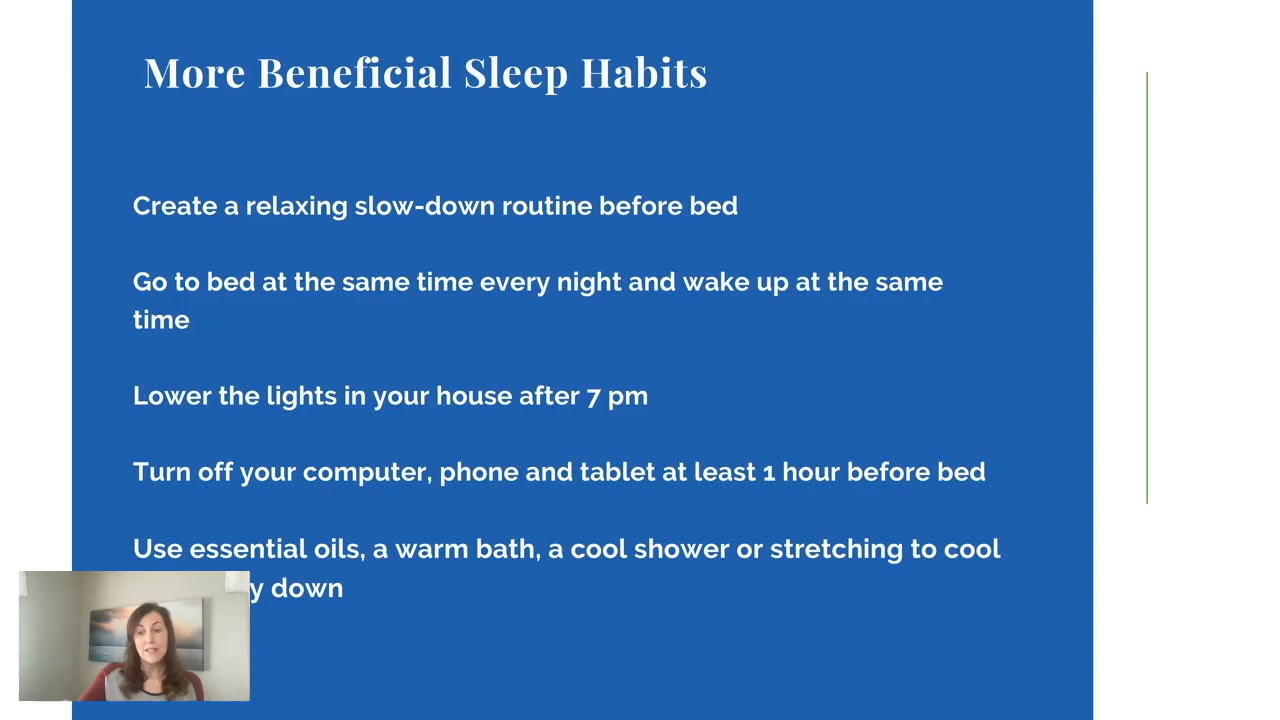 More Beneficial Sleep Habits
Create a relaxing slow-down routine before bed
Go to bed at the same time every night and wake up at the same
time
Lower the lights in your house after 7 pm
Turn off your computer, phone and tablet at least 1 hour before bed
Use essential oils, a warm bath, a cool shower or stretching to cool
down